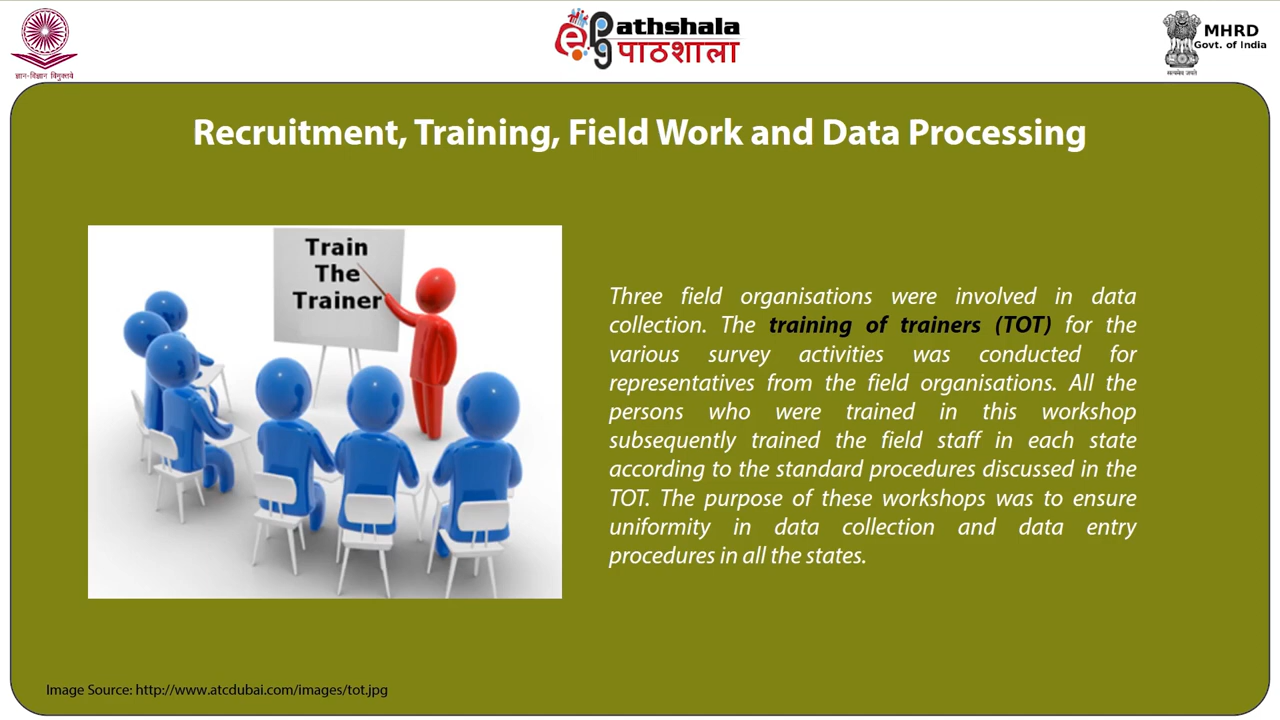 ज्ञान-विज्ञान विमुक्तये
e Pathshala
पाठशाला
MHRD
Govt. of India
सत्यमेव जयते
Recruitment, Training, Field Work and Data Processing
Train
The
Trainer
Three field organisations were involved in data
collection. The training of trainers (TOT) for the
various survey activities was conducted for
representatives from the field organisations. All the
persons who were trained in this workshop
subsequently trained the field staff in each state
according to the standard procedures discussed in the
TOT. The purpose of these workshops was to ensure
uniformity in data collection and data entry
procedures in all the states.
Image Source: http://www.atcdubai.com/images/tot.jpg